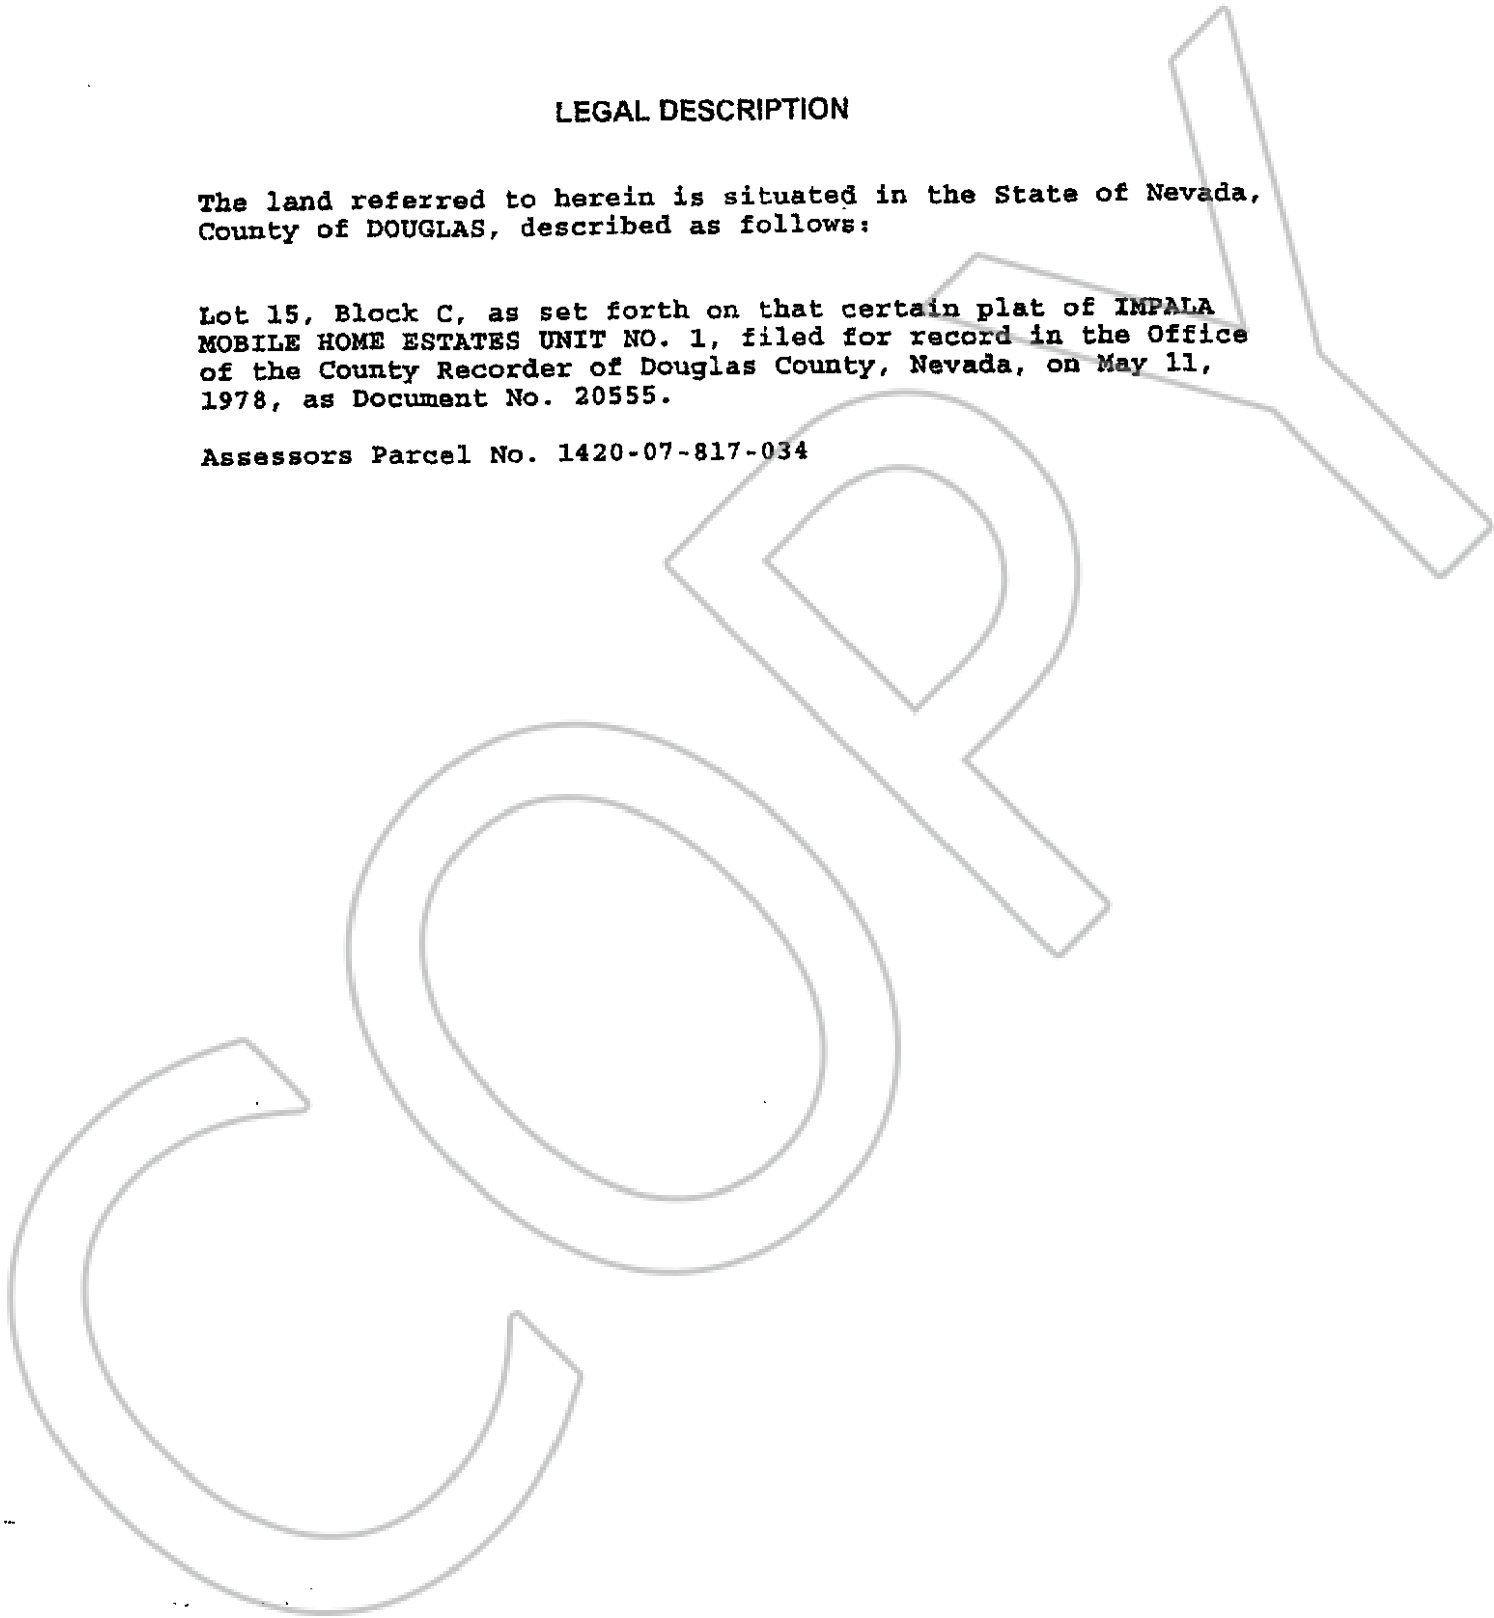 LEGAL DESCRIPTION
The land referred to herein is situated in the State of Nevada,
County of DOUGLAS, described as follows:
Lot 15, Block C, as set forth on that certain plat of IMPALA
MOBILE HOME ESTATES UNIT NO. 1, filed for record in the Office
of the County Recorder of Douglas County, Nevada, on May 11,
1978, as Document No. 20555.
Assessors Parcel No. 1420-07-817-034
COPY